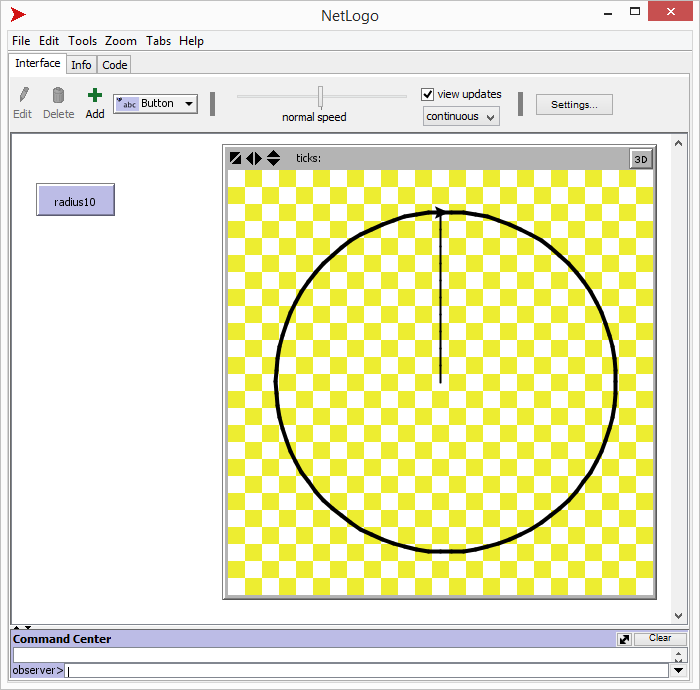 NetLogo
File Edit Tools Zoom Tabs Help
Interface Info Code
abc Button
view updates
Edit Delete Add
normal speed
continuous
Settings...
ticks:
3D
radius10
Command Center
Clear
observer>